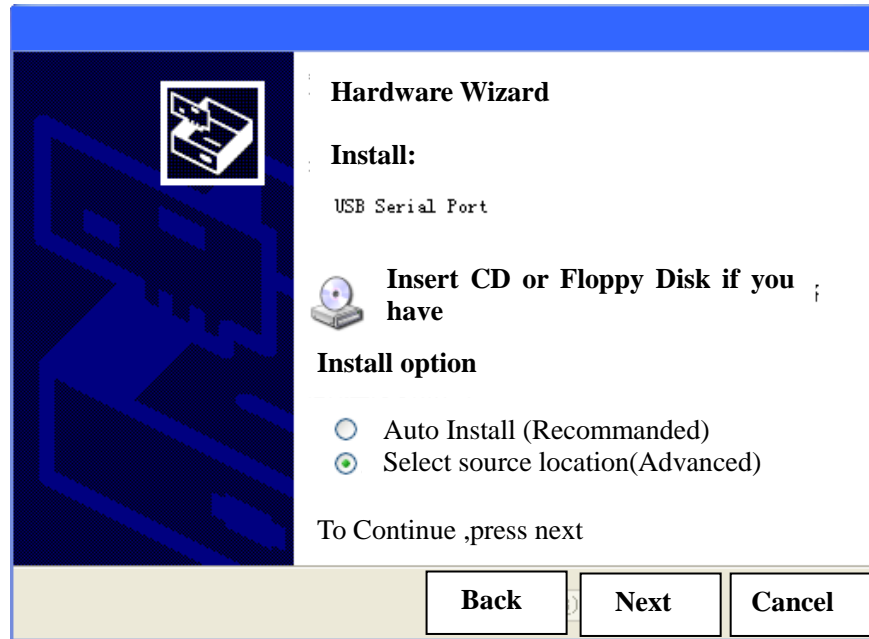 Hardware Wizard
Install:
USB Serial Port
Insert CD or Floppy Disk if you
have
Install option
Auto Install (Recommanded)
Select source location(Advanced)
To Continue ,press next
Back
Next
Cancel